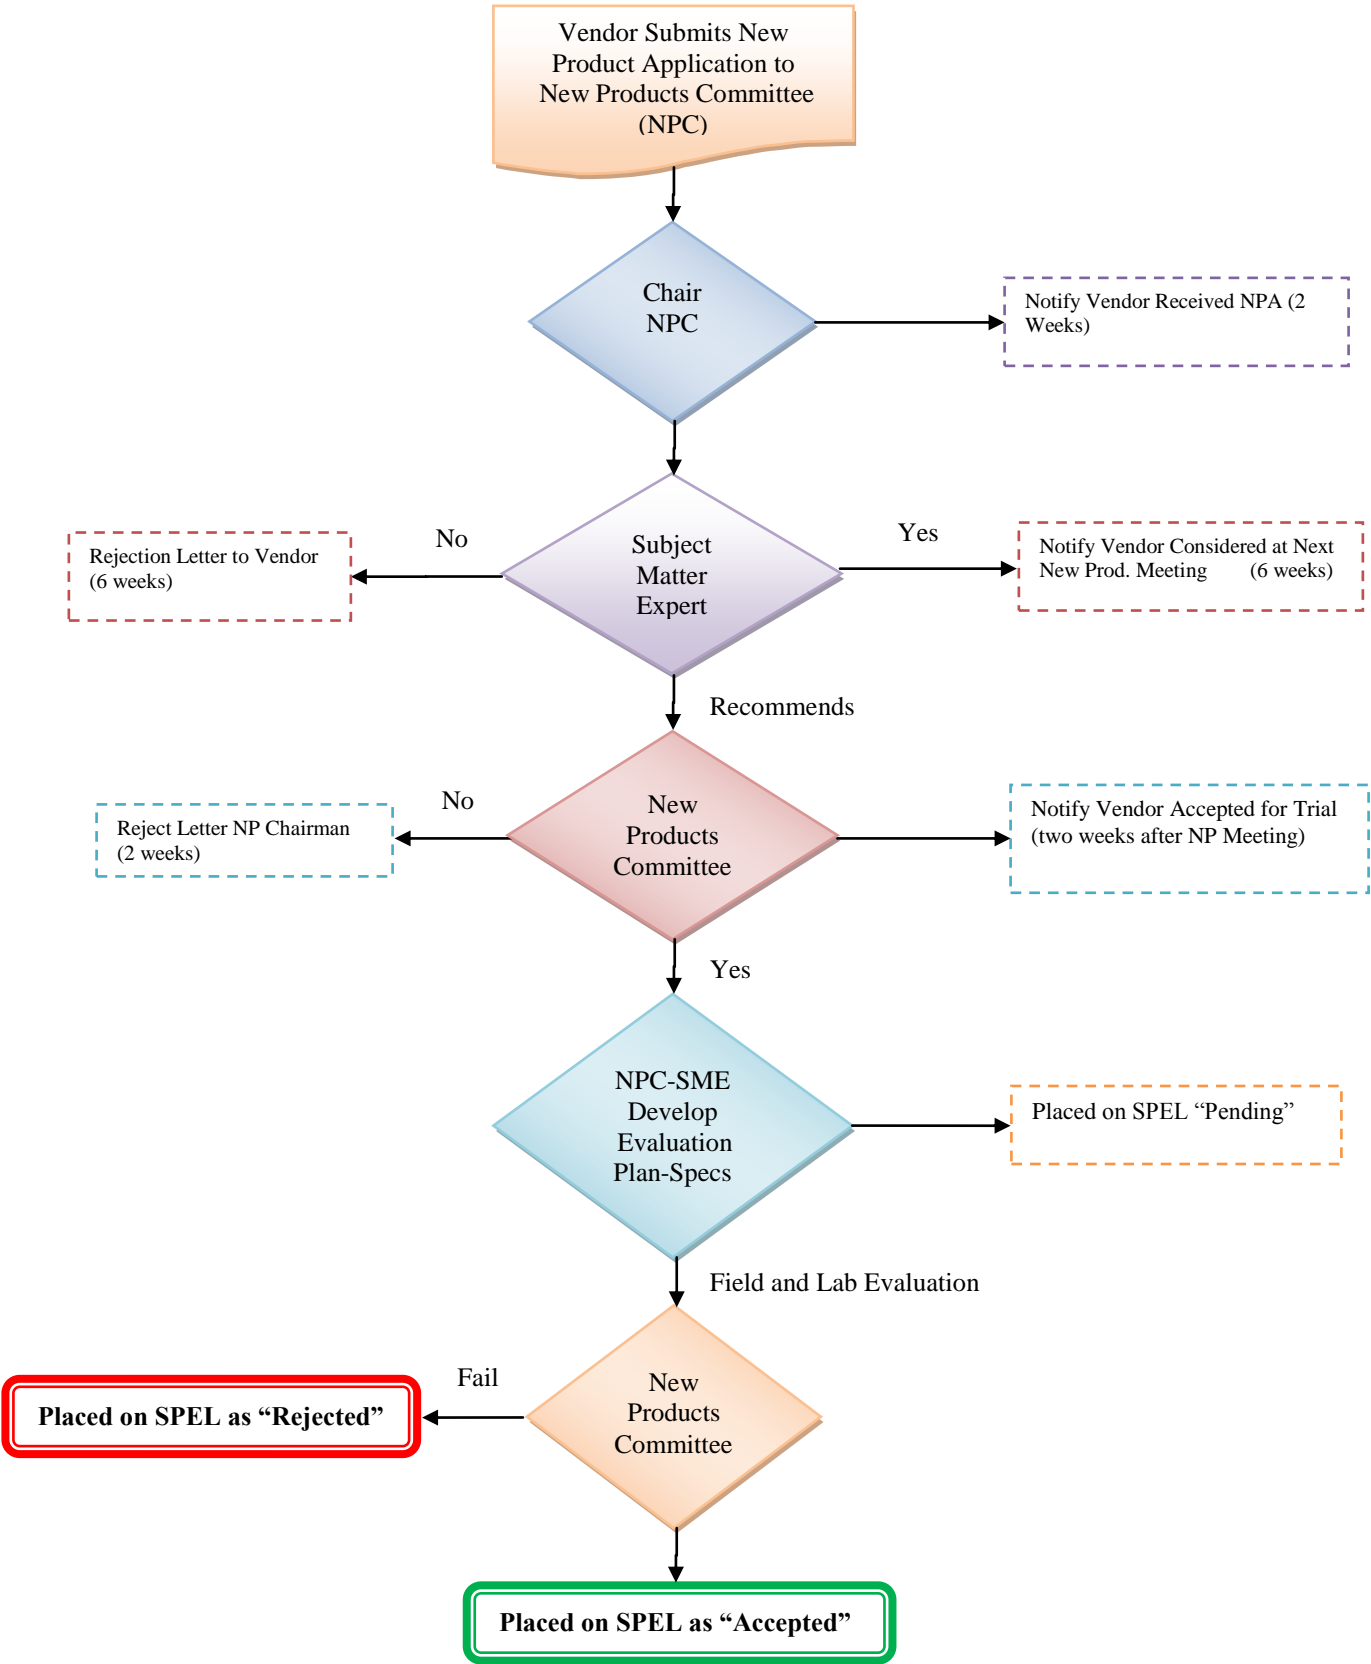 Vendor Submits New
Product Application to
New Products Committee
(NPC)
Chair
NPC
Notify Vendor Received NPA (2
Weeks)
No
Rejection Letter to Vendor
(6 weeks)
Subject
Matter
Expert
Yes
Notify Vendor Considered at Next
New Prod. Meeting (6 weeks)
Recommends
No
Reject Letter NP Chairman
(2 weeks)
New
Products
Committee
Notify Vendor Accepted for Trial
(two weeks after NP Meeting)
Yes
NPC-SME
Develop
Evaluation
Plan-Specs
Placed on SPEL “Pending”
Field and Lab Evaluation
Fail
Placed on SPEL as “Rejected”
New
Products
Committee
Placed on SPEL as “Accepted”